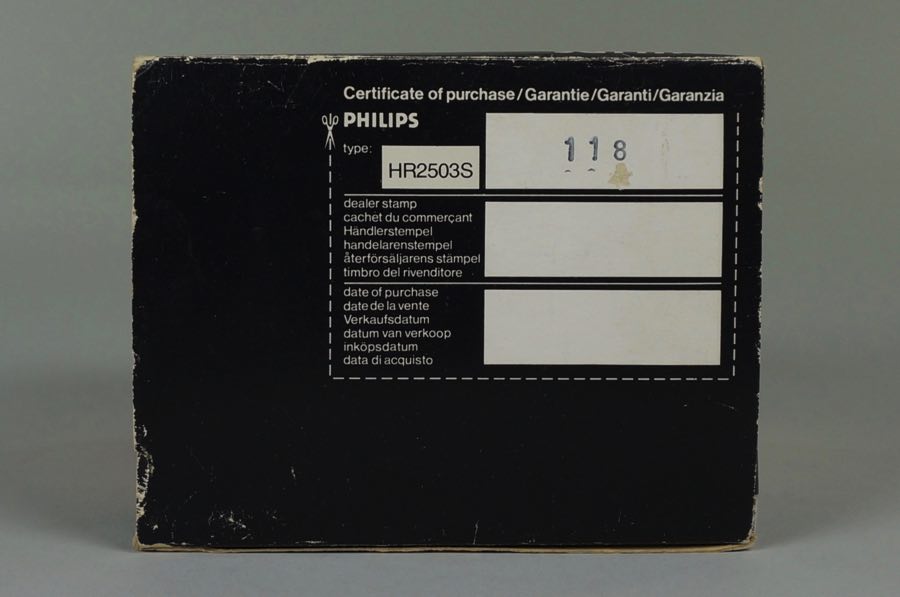 Certificate of purchase/Garantie/Garanti/Garanzia
PHILIPS
118
type:
HR2503S
dealer stamp
cachet du commerçant
Händlerstempel
handelarenstempel
återförsäljarens stämpel
timbro del rivenditore
date of purchase
date de la vente
Verkaufsdatum
datum van verkoop
inköpsdatum
data di acquisto